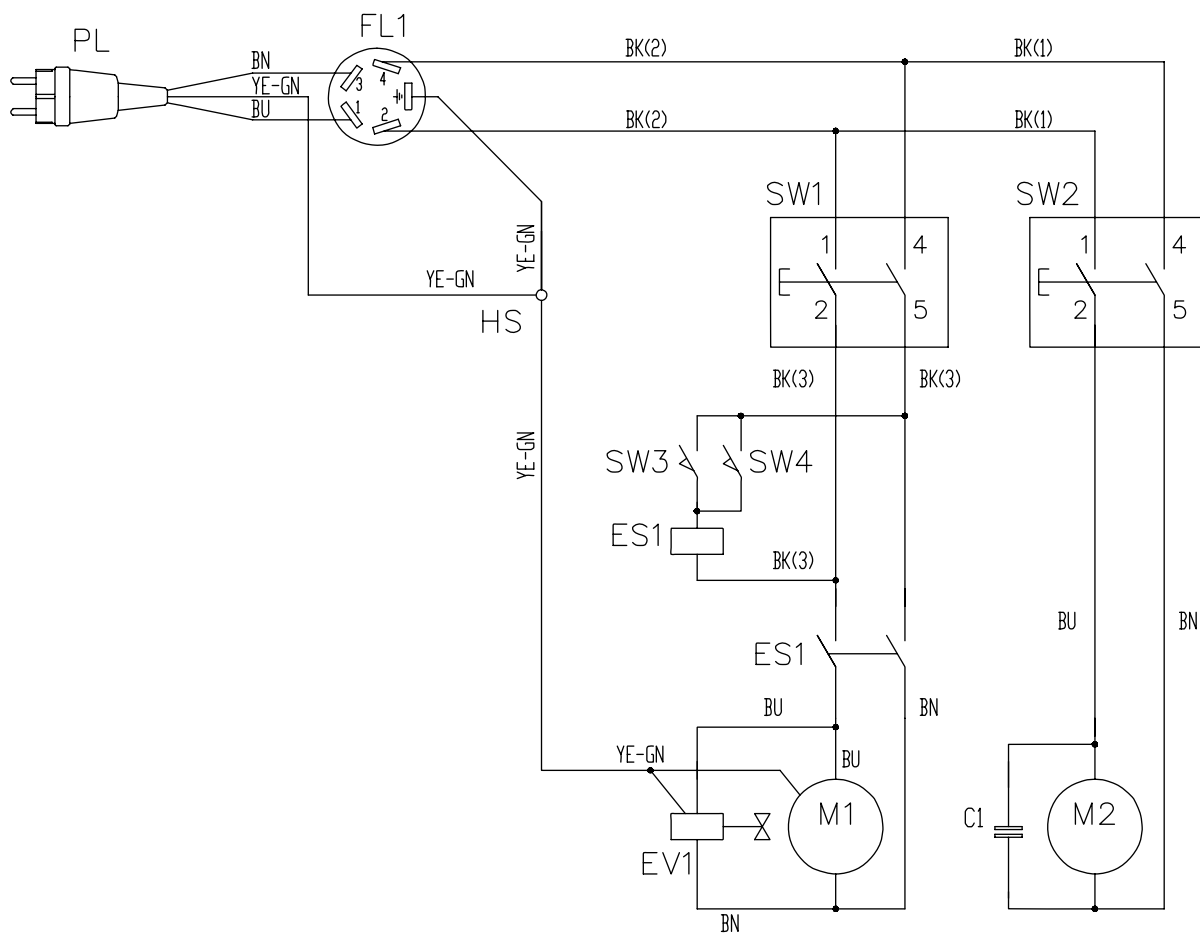 PL
FL1
BN
YE-GN
BU
3
4
1
2
BK(2)
BK(1)
BK(2)
BK(1)
SW1
SW2
1
4
2
5
1
4
2
5
YE-GN
YE-GN
HS
BK(3)
BK(3)
YE-GN
SW3
SW4
ES1
BK(3)
ES1
BU
BN
BU
BN
YE-GN
BU
M1
EV1
BN
C1
M2